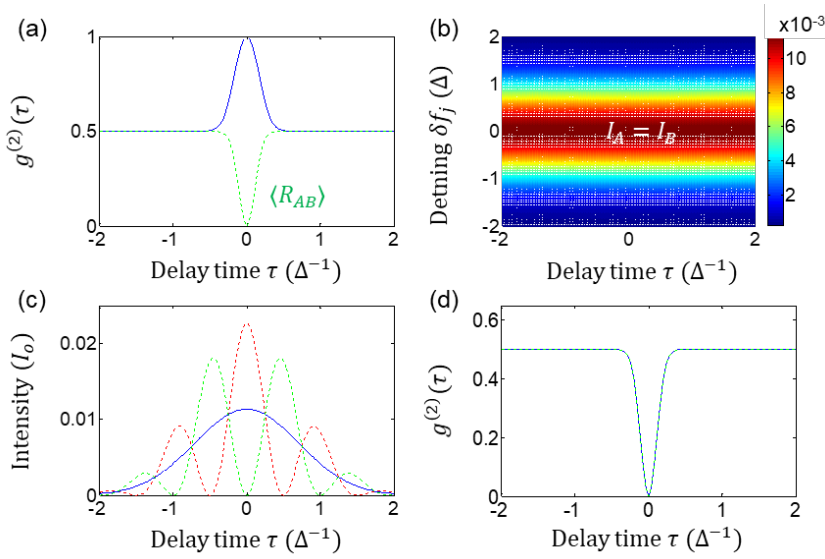 (a)
1
0.5
0
g⁽²⁾(τ)
⟨R_AB⟩
-2 -1 0 1 2
Delay time τ (Δ⁻¹)
(b)
x10⁻³
2
1
0
-1
-2
Detning δf_j (Δ)
I_A = I_B
10
8
6
4
2
-2 0 2
Delay time τ (Δ⁻¹)
(c)
0.02
0.01
0
Intensity (I_o)
-2 -1 0 1 2
Delay time τ (Δ⁻¹)
(d)
0.6
0.4
0.2
0
g⁽²⁾(τ)
-2 -1 0 1 2
Delay time τ (Δ⁻¹)